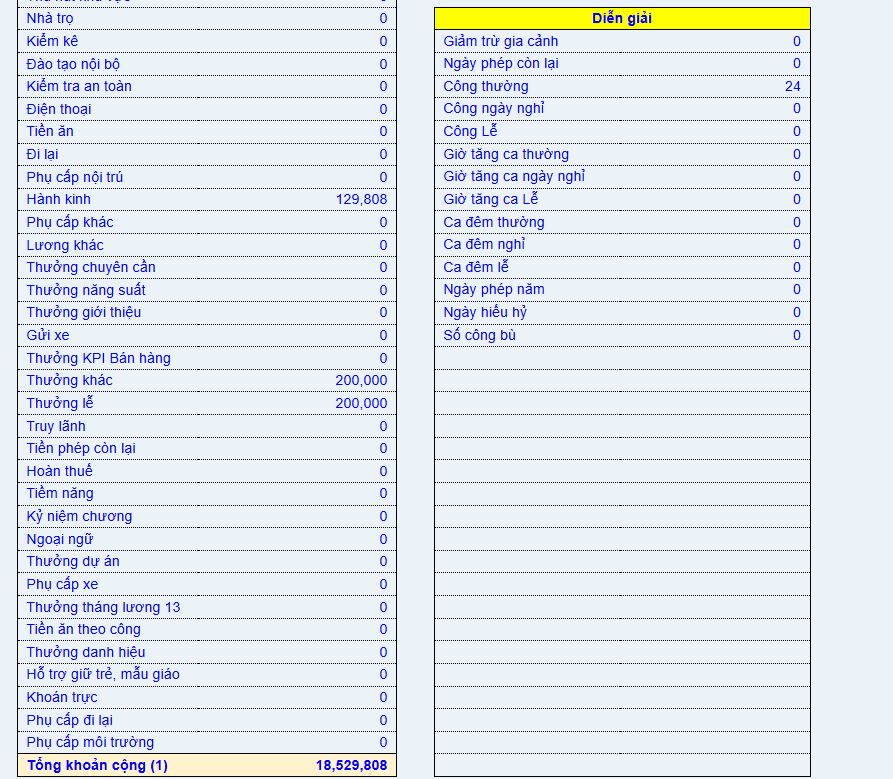 Nhà trọ 0
Kiểm kê 0
Đào tạo nội bộ 0
Kiểm tra an toàn 0
Điện thoại 0
Tiền ăn 0
Đi lại 0
Phụ cấp nội trú 0
Hành kinh 129,808
Phụ cấp khác 0
Lương khác 0
Thưởng chuyên cần 0
Thưởng năng suất 0
Thưởng giới thiệu 0
Gửi xe 0
Thưởng KPI Bán hàng 0
Thưởng khác 200,000
Thưởng lễ 200,000
Truy lãnh 0
Tiền phép còn lại 0
Hoàn thuế 0
Tiềm năng 0
Kỷ niệm chương 0
Ngoại ngữ 0
Thưởng dự án 0
Phụ cấp xe 0
Thưởng tháng lương 13 0
Tiền ăn theo công 0
Thưởng danh hiệu 0
Hỗ trợ giữ trẻ, mẫu giáo 0
Khoán trực 0
Phụ cấp đi lại 0
Phụ cấp môi trường 0
Tổng khoản cộng (1) 18,529,808
Diễn giải
Giảm trừ gia cảnh 0
Ngày phép còn lại 0
Công thường 24
Công ngày nghỉ 0
Công Lễ 0
Giờ tăng ca thường 0
Giờ tăng ca ngày nghỉ 0
Giờ tăng ca Lễ 0
Ca đêm thường 0
Ca đêm nghỉ 0
Ca đêm lễ 0
Ngày phép năm 0
Ngày hiếu hỷ 0
Số công bù 0